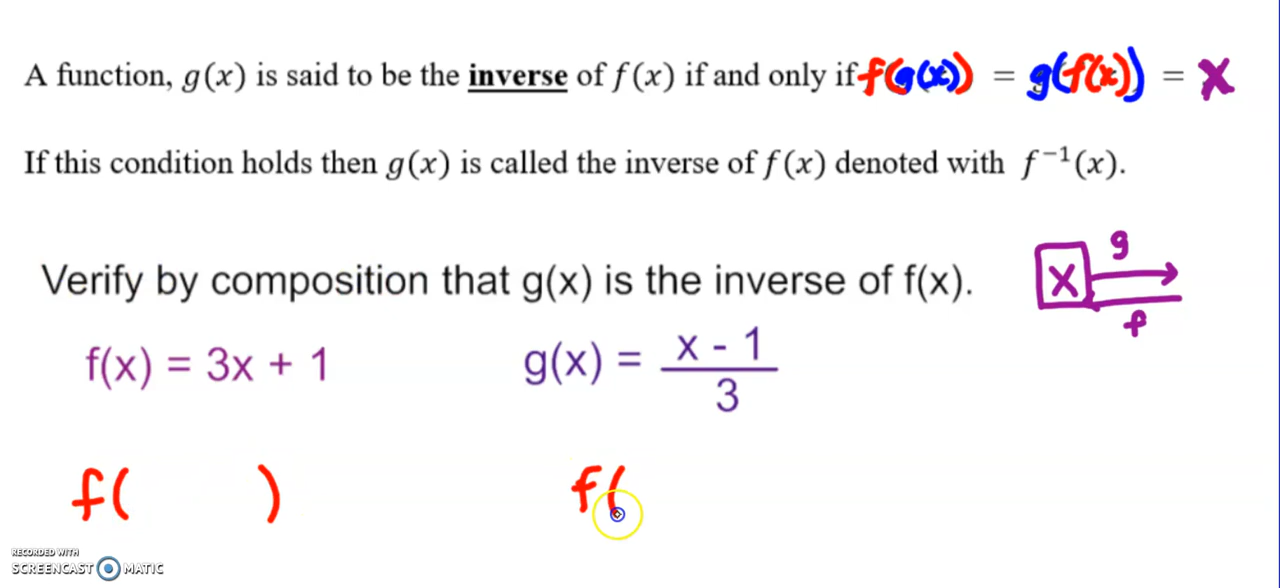 A function, g(x) is said to be the inverse of f(x) if and only if f(g(x)) = g(f(x)) = x
If this condition holds then g(x) is called the inverse of f(x) denoted with f⁻¹(x).
g
Verify by composition that g(x) is the inverse of f(x).
X
f
f(x) = 3x + 1
g(x) = x - 1
3
f( )
f(
RECORDED WITH
SCREENCAST MATIC